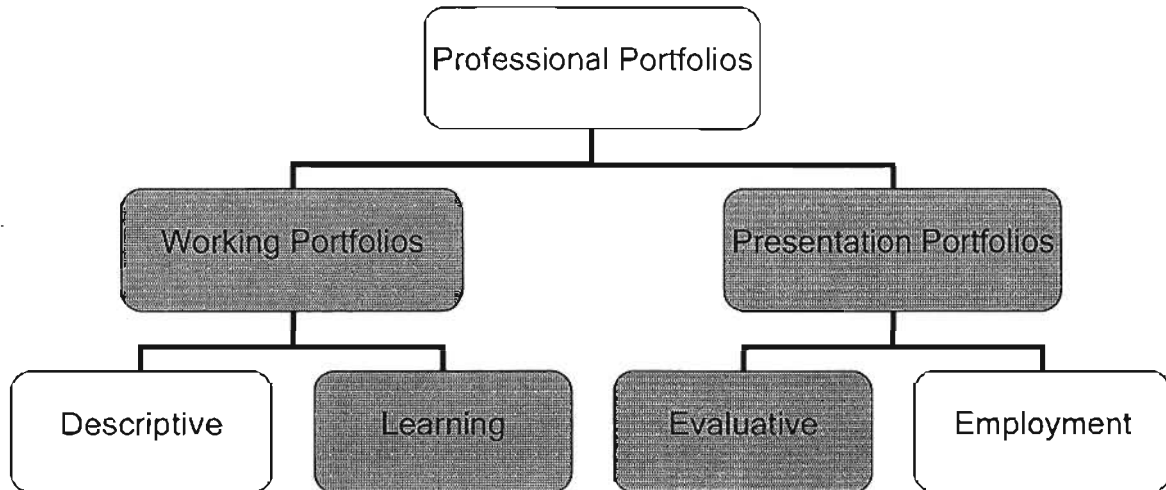 Professional Portfolios
Working Portfolios
Presentation Portfolios
Descriptive
Learning
Evaluative
Employment